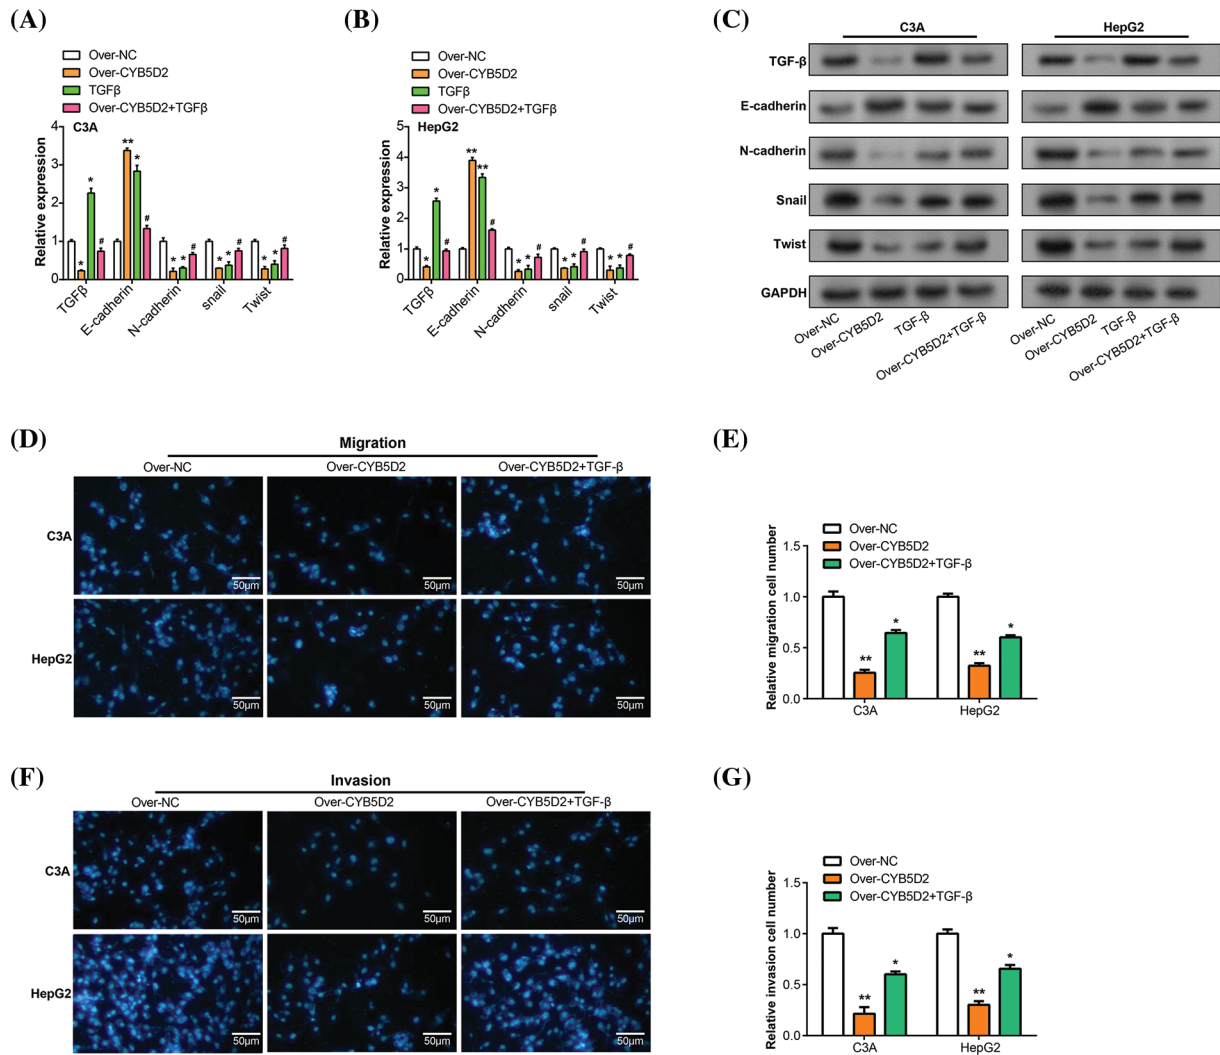 (A)
Over-NC
Over-CYB5D2
TGFβ
Over-CYB5D2+TGFβ
C3A
Relative expression
4
3
2
1
0
** * * * # # * * # * * # * * #
TGFβ
E-cadherin
N-cadherin
snail
Twist
(B)
Over-NC
Over-CYB5D2
TGFβ
Over-CYB5D2+TGFβ
HepG2
Relative expression
5
4
3
2
1
0
** ** * * # # * * # * * # * * #
TGFβ
E-cadherin
N-cadherin
snail
Twist
(C)
C3A HepG2
TGF-β
E-cadherin
N-cadherin
Snail
Twist
GAPDH
Over-NC Over-CYB5D2 TGF-β Over-CYB5D2+TGF-β
Over-NC Over-CYB5D2 TGF-β Over-CYB5D2+TGF-β
(D)
Migration
Over-NC Over-CYB5D2 Over-CYB5D2+TGF-β
C3A
50μm 50μm 50μm
HepG2
50μm 50μm 50μm
(E)
Over-NC
Over-CYB5D2
Over-CYB5D2+TGF-β
Relative migration cell number
1.5
1.0
0.5
0.0
** * ** *
C3A HepG2
(F)
Invasion
Over-NC Over-CYB5D2 Over-CYB5D2+TGF-β
C3A
50μm 50μm 50μm
HepG2
50μm 50μm 50μm
(G)
Over-NC
Over-CYB5D2
Over-CYB5D2+TGF-β
Relative invasion cell number
1.5
1.0
0.5
0.0
** * ** *
C3A HepG2